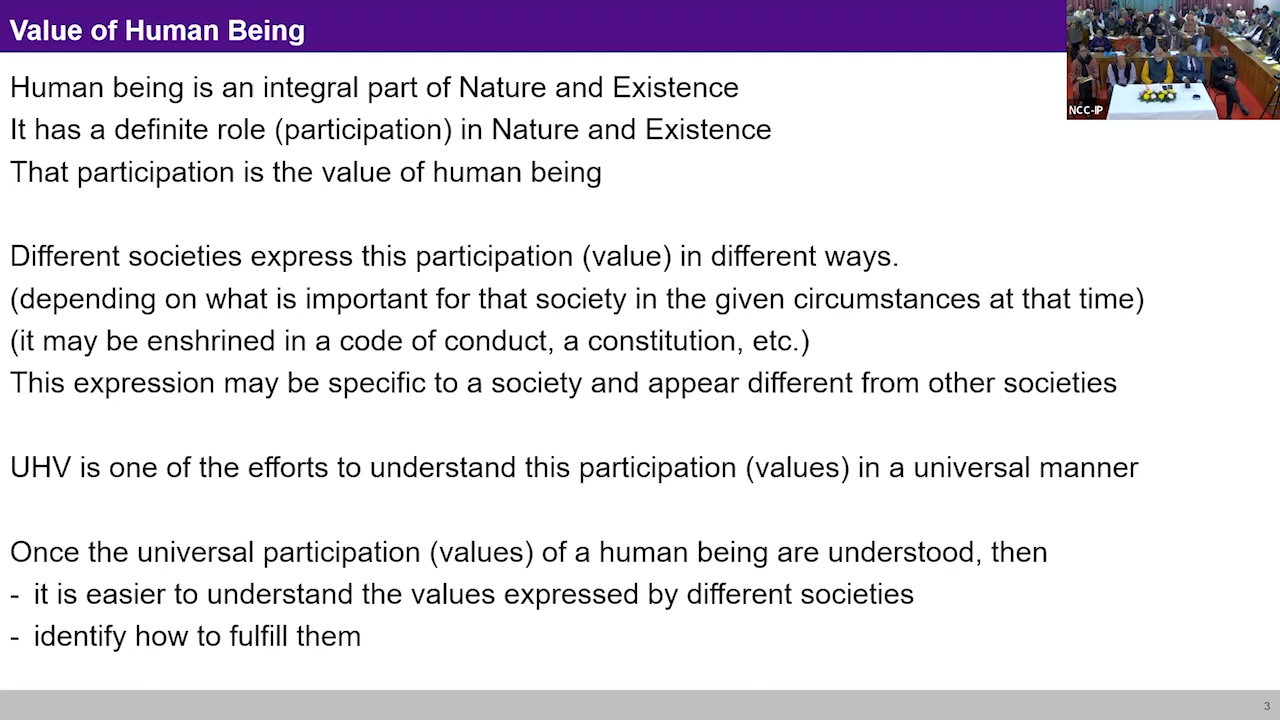 Value of Human Being
NCC-IP
Human being is an integral part of Nature and Existence
It has a definite role (participation) in Nature and Existence
That participation is the value of human being
Different societies express this participation (value) in different ways.
(depending on what is important for that society in the given circumstances at that time)
(it may be enshrined in a code of conduct, a constitution, etc.)
This expression may be specific to a society and appear different from other societies
UHV is one of the efforts to understand this participation (values) in a universal manner
Once the universal participation (values) of a human being are understood, then
- it is easier to understand the values expressed by different societies
- identify how to fulfill them
3